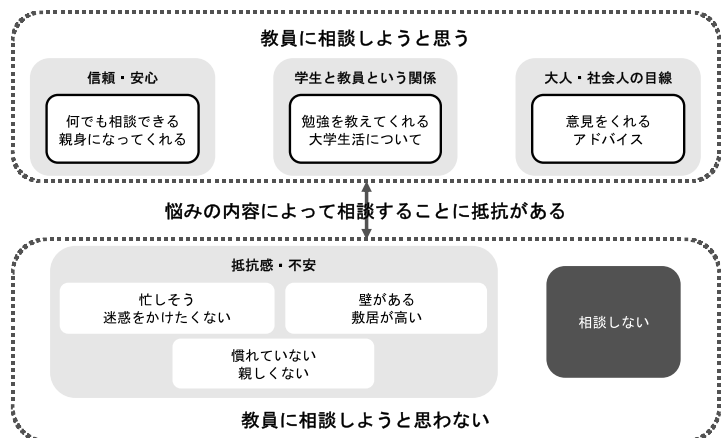 教員に相談しようと思う
信頼・安心
何でも相談できる
親身になってくれる
学生と教員という関係
勉強を教えてくれる
大学生活について
大人・社会人の目線
意見をくれる
アドバイス
悩みの内容によって相談することに抵抗がある
抵抗感・不安
忙しそう
迷惑をかけたくない
壁がある
敷居が高い
慣れていない
親しくない
相談しない
教員に相談しようと思わない